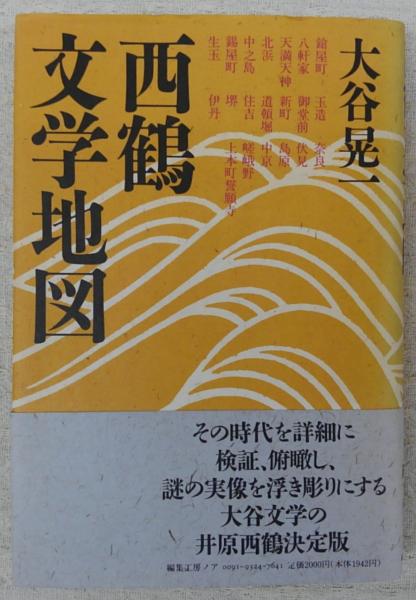 大谷晃一
鎗屋町 玉造 奈良
八軒家 御堂前 伏見
天満天神 新町 島原
北浜 道頓堀 中京
中之島 住吉 嵯峨野
錫屋町 堺 上本町誓願寺
生玉 伊丹
西鶴
文学地図
その時代を詳細に
検証、俯瞰し、
謎の実像を浮き彫りにする
大谷文学の
井原西鶴決定版
編集工房ノア 0091-9324-7641 定価2000円(本体1942円)